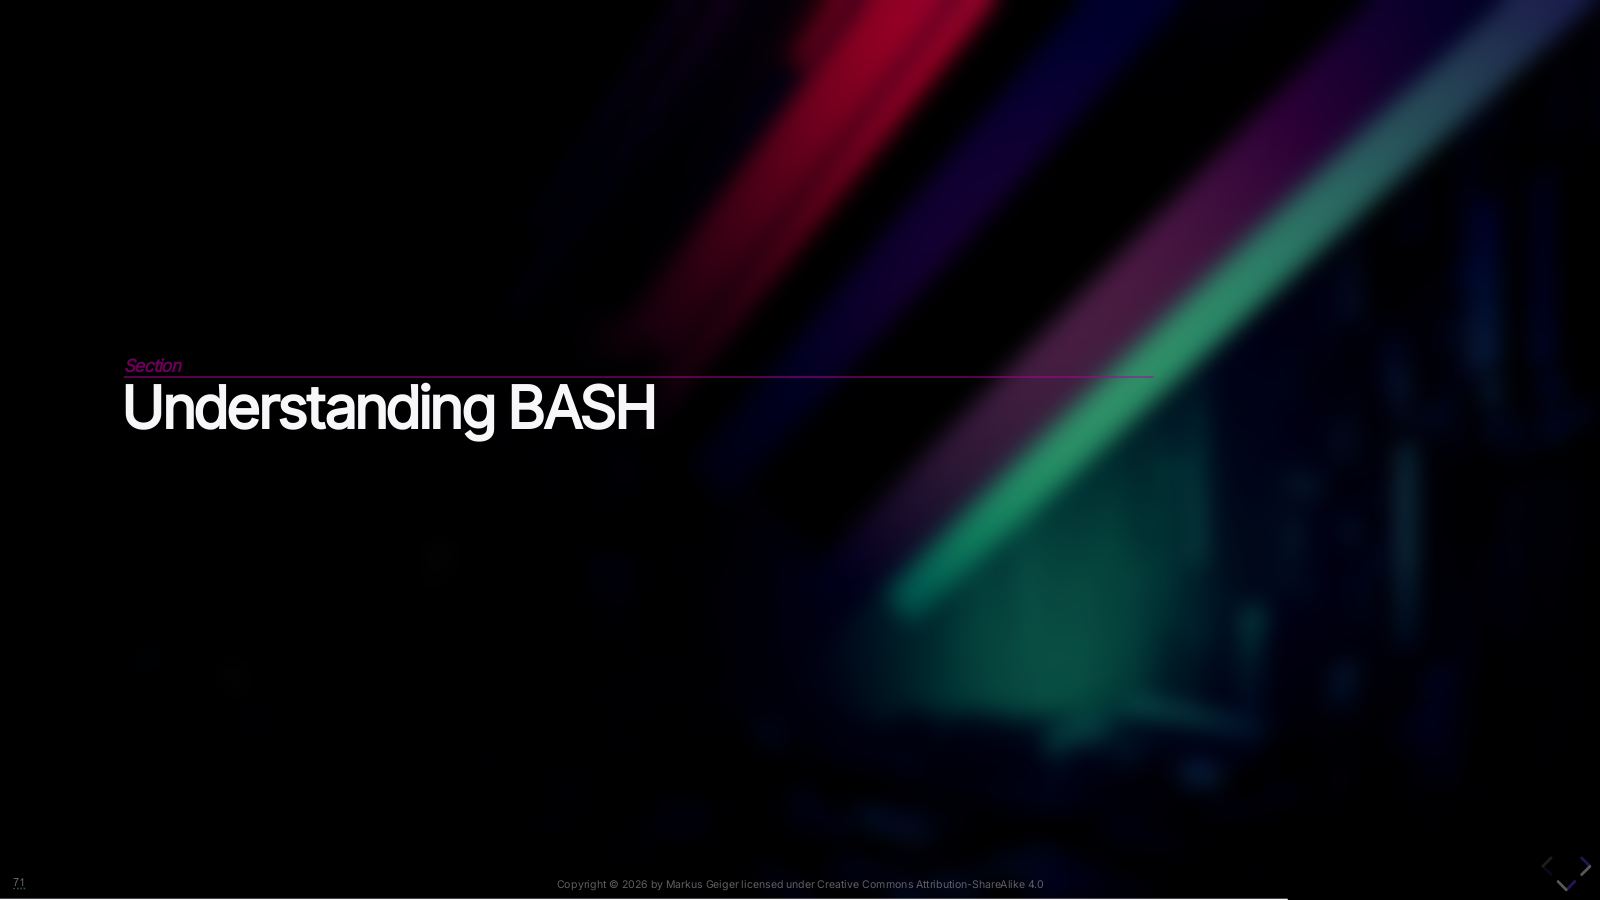 Section
Understanding BASH
71
Copyright © 2026 by Markus Geiger licensed under Creative Commons Attribution-ShareAlike 4.0